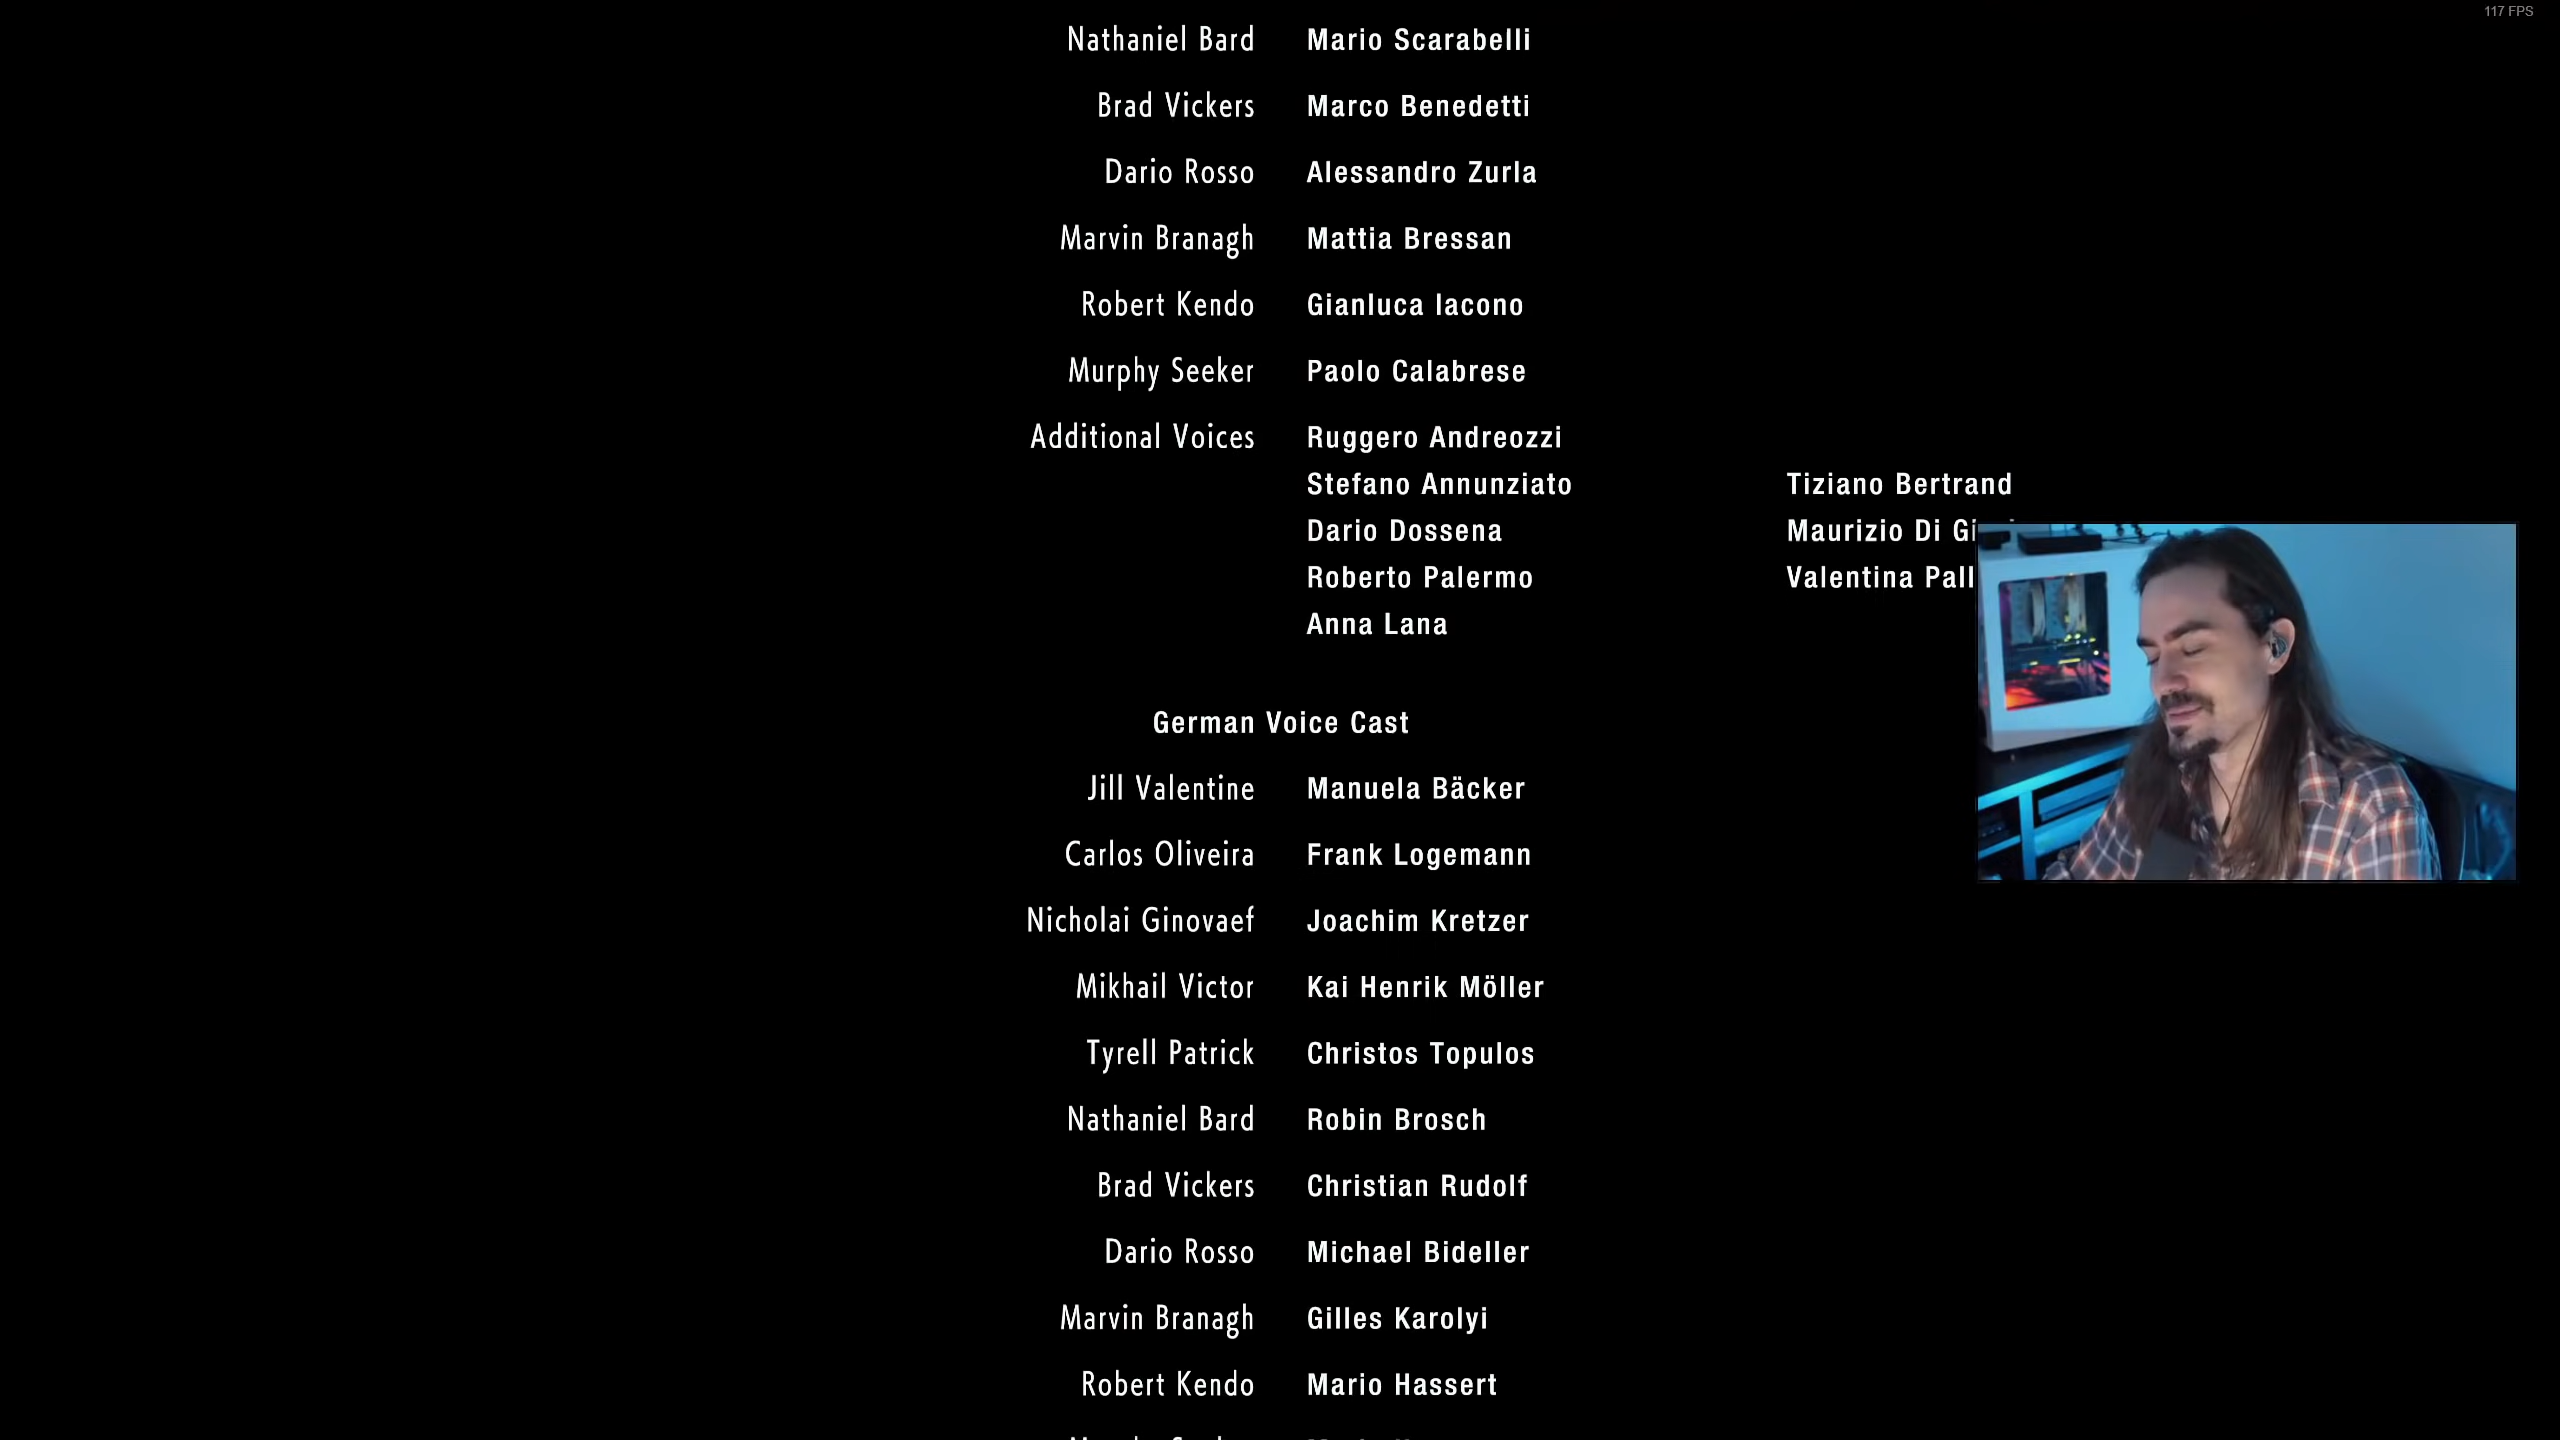 117 FPS
Nathaniel Bard Mario Scarabelli
Brad Vickers Marco Benedetti
Dario Rosso Alessandro Zurla
Marvin Branagh Mattia Bressan
Robert Kendo Gianluca Iacono
Murphy Seeker Paolo Calabrese
Additional Voices Ruggero Andreozzi
Stefano Annunziato Tiziano Bertrand
Dario Dossena Maurizio Di
Roberto Palermo Valentina
Anna Lana
German Voice Cast
Jill Valentine Manuela Bäcker
Carlos Oliveira Frank Logemann
Nicholai Ginovaef Joachim Kretzer
Mikhail Victor Kai Henrik Möller
Tyrell Patrick Christos Topulos
Nathaniel Bard Robin Brosch
Brad Vickers Christian Rudolf
Dario Rosso Michael Bideller
Marvin Branagh Gilles Karolyi
Robert Kendo Mario Hassert